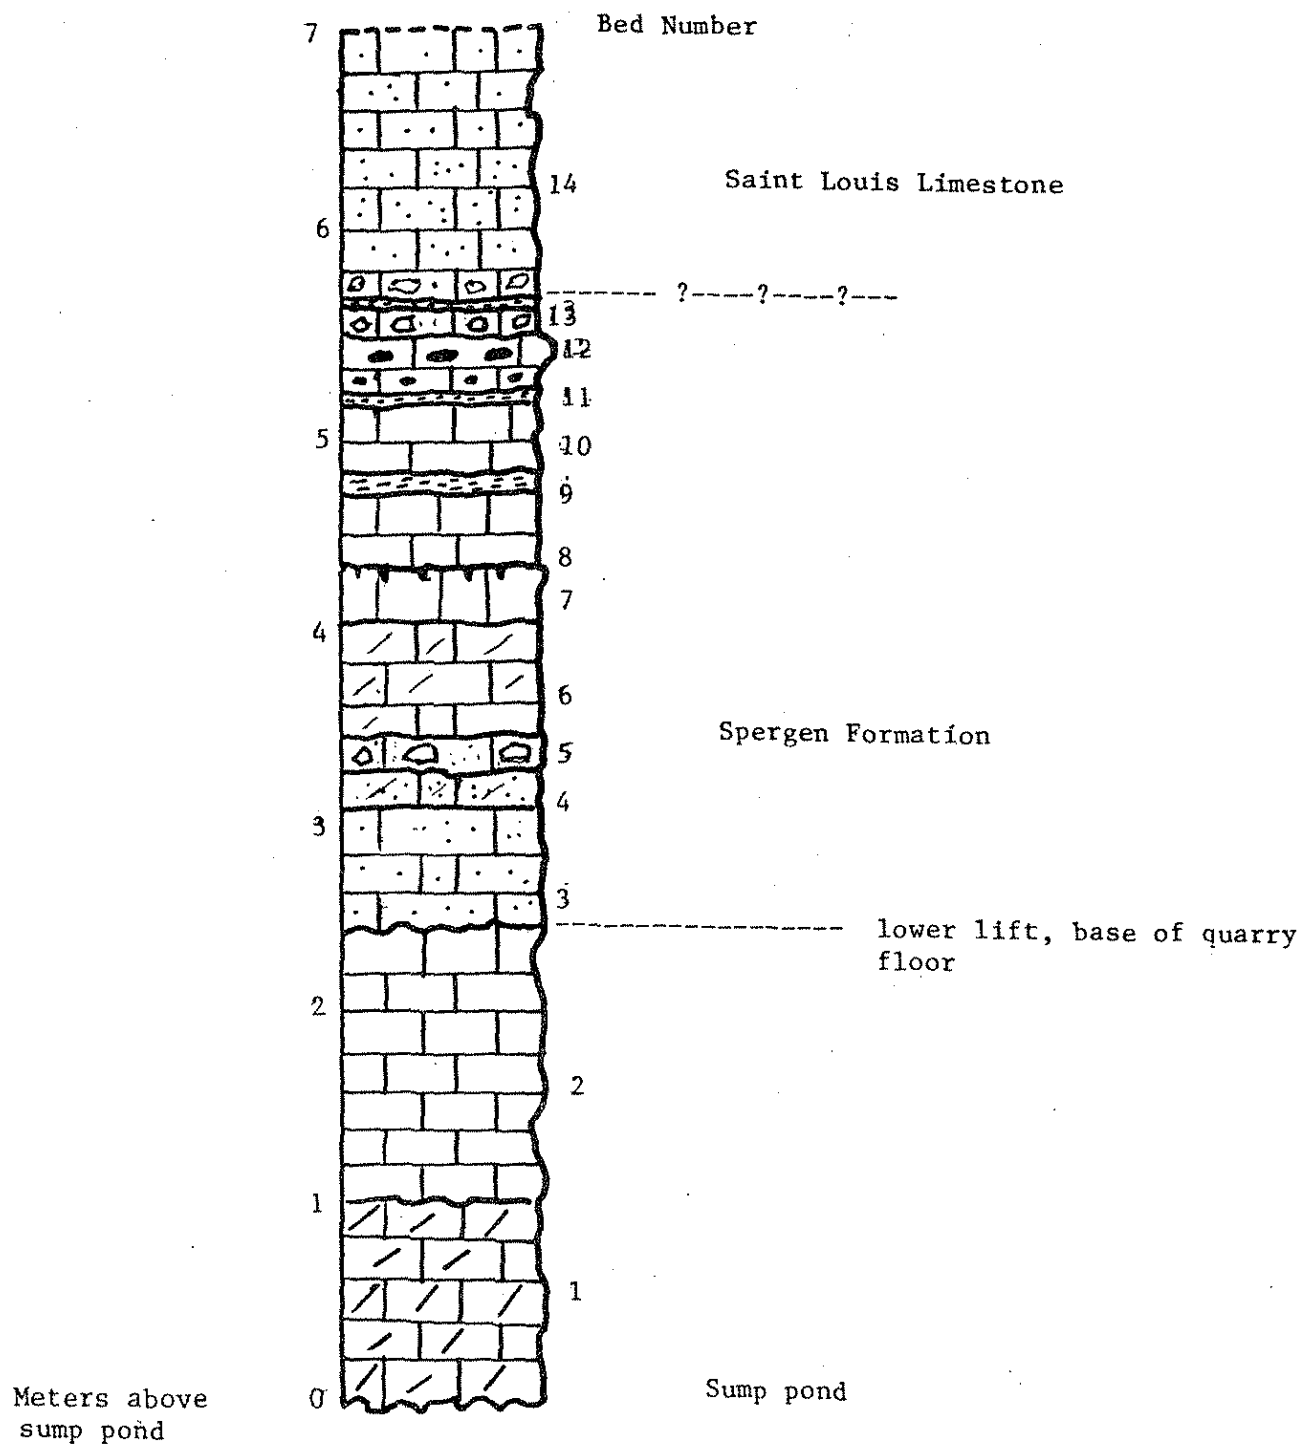 7
Bed Number
14
Saint Louis Limestone
6
?----?----?---
13
12
11
5
10
9
8
7
4
6
Spergen Formation
5
4
3
3
lower lift, base of quarry
floor
2
2
1
1
Meters above
sump pond
0
Sump pond